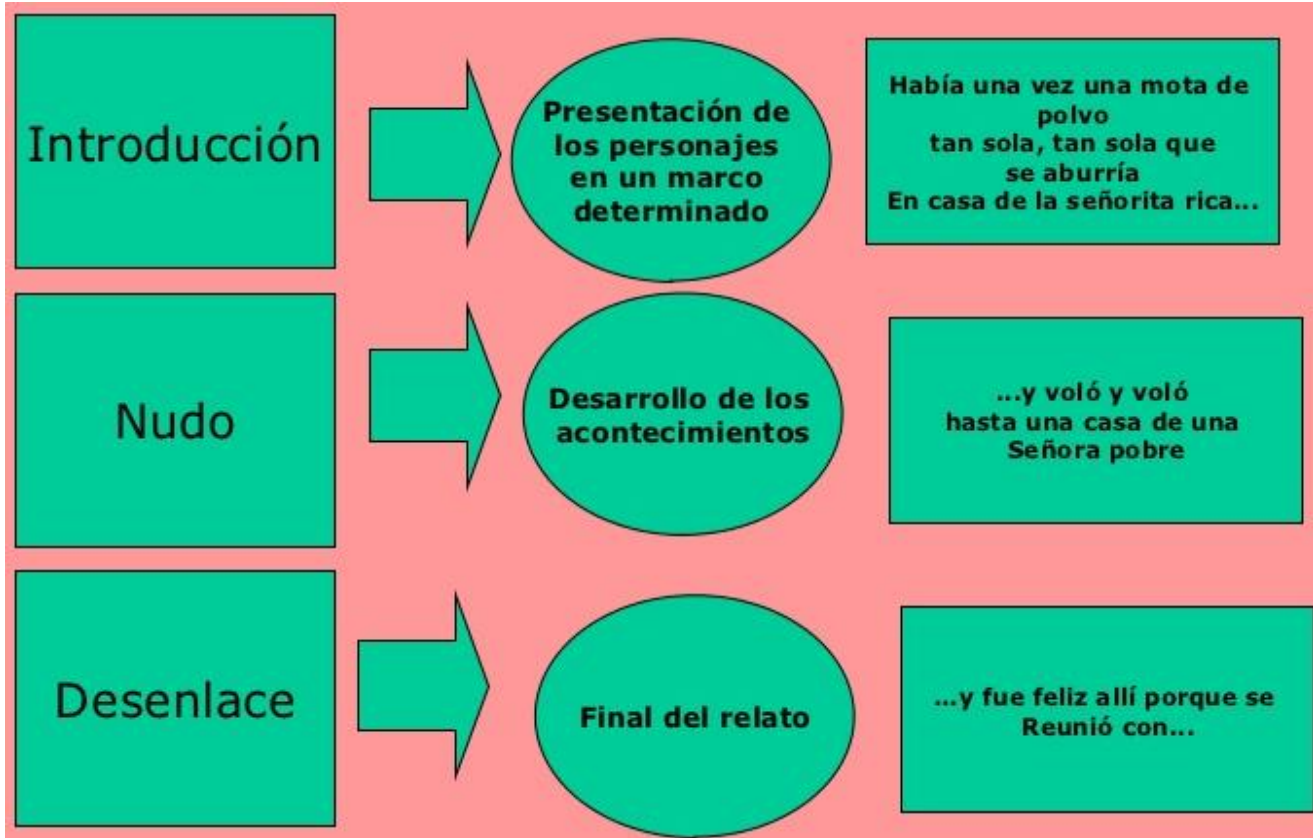 Introducción
Presentación de
los personajes
en un marco
determinado
Había una vez una mota de
polvo
tan sola, tan sola que
se aburría
En casa de la señorita rica...
Nudo
Desarrollo de los
acontecimientos
...y voló y voló
hasta una casa de una
Señora pobre
Desenlace
Final del relato
...y fue feliz allí porque se
Reunió con...